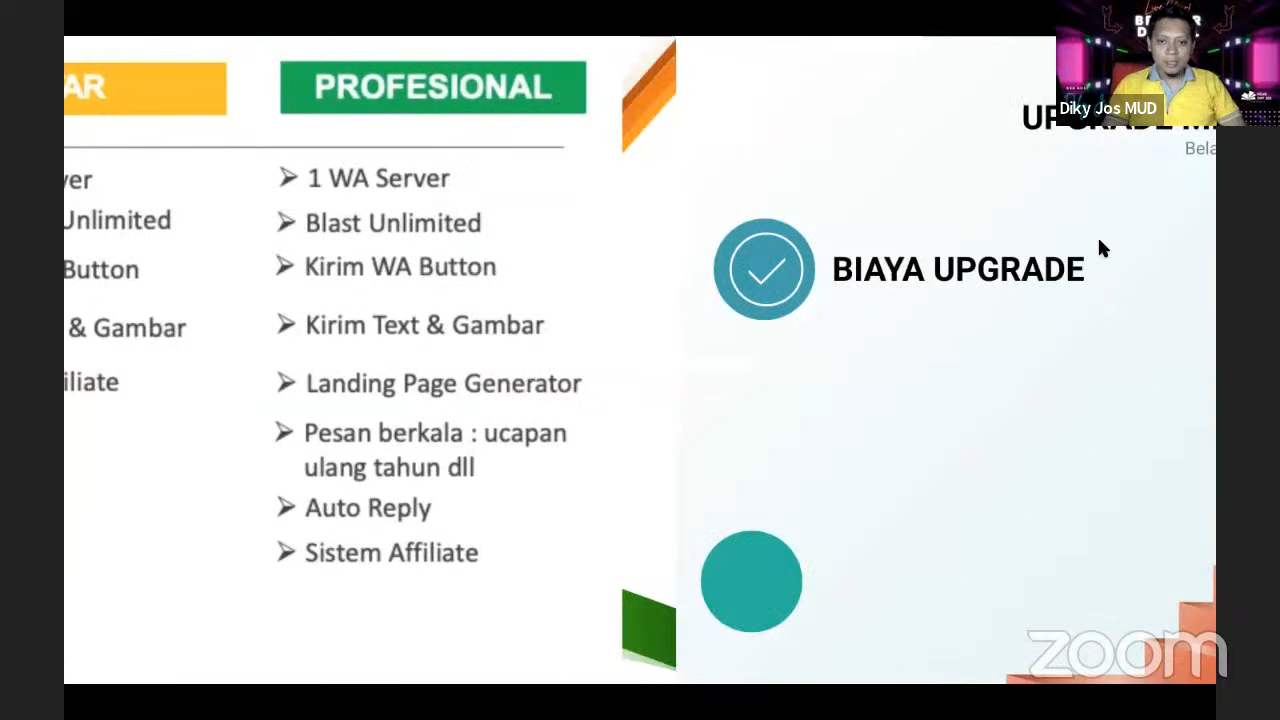 AR
PROFESIONAL
ver
Unlimited
Button
& Gambar
iliate
➤ 1 WA Server
➤ Blast Unlimited
➤ Kirim WA Button
➤ Kirim Text & Gambar
➤ Landing Page Generator
➤ Pesan berkala : ucapan
ulang tahun dll
➤ Auto Reply
➤ Sistem Affiliate
UPGRADE M
Bela
BIAYA UPGRADE
Diky Jos MUD
zoom